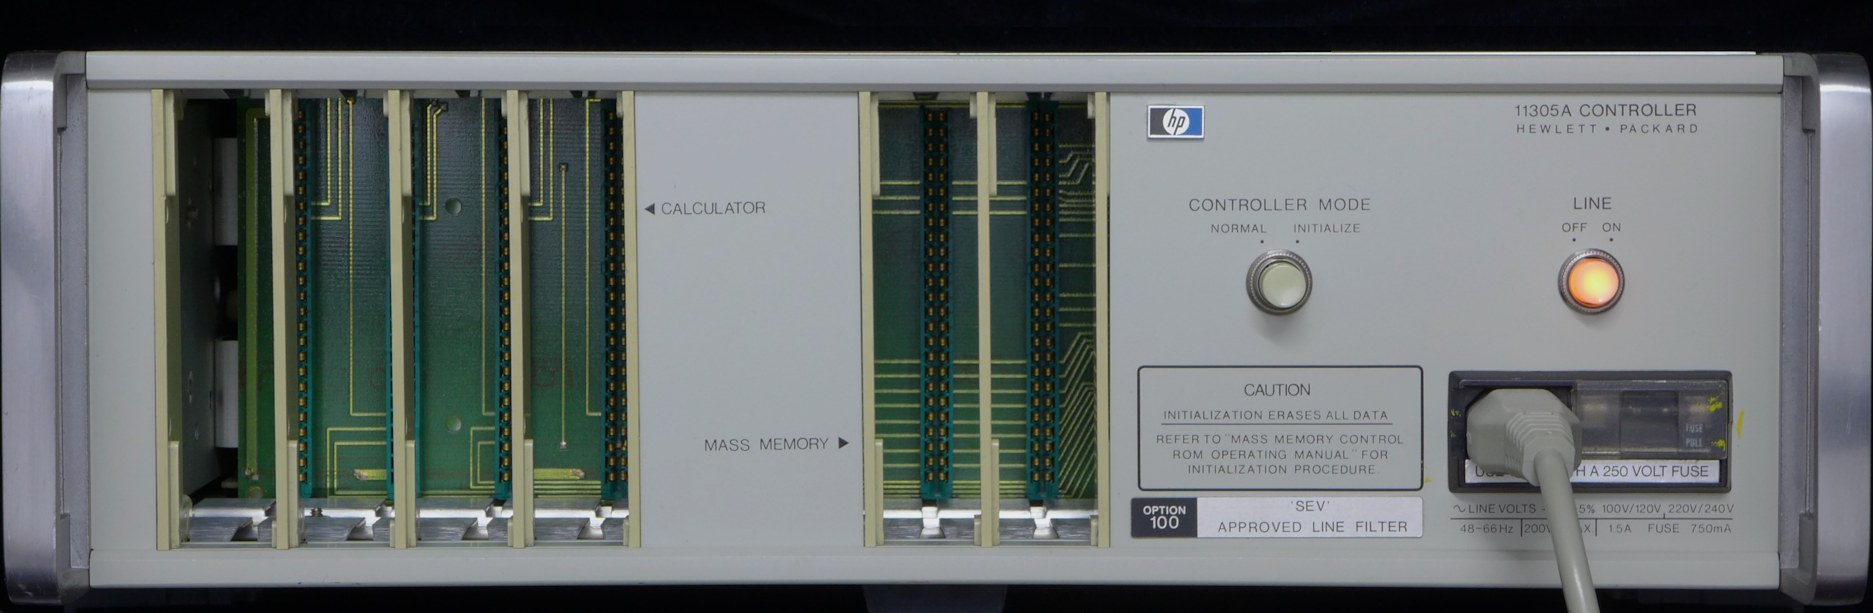 hp
11305A CONTROLLER
HEWLETT • PACKARD
◀ CALCULATOR
MASS MEMORY ▶
CONTROLLER MODE
NORMAL INITIALIZE
LINE
OFF ON
CAUTION
INITIALIZATION ERASES ALL DATA
REFER TO "MASS MEMORY CONTROL
ROM OPERATING MANUAL" FOR
INITIALIZATION PROCEDURE.
OPTION
100
'SEV'
APPROVED LINE FILTER
FUSE
PULL
A 250 VOLT FUSE
~LINE VOLTS 5% 100V/120V 220V/240V
48-66Hz 1.5A FUSE 750mA